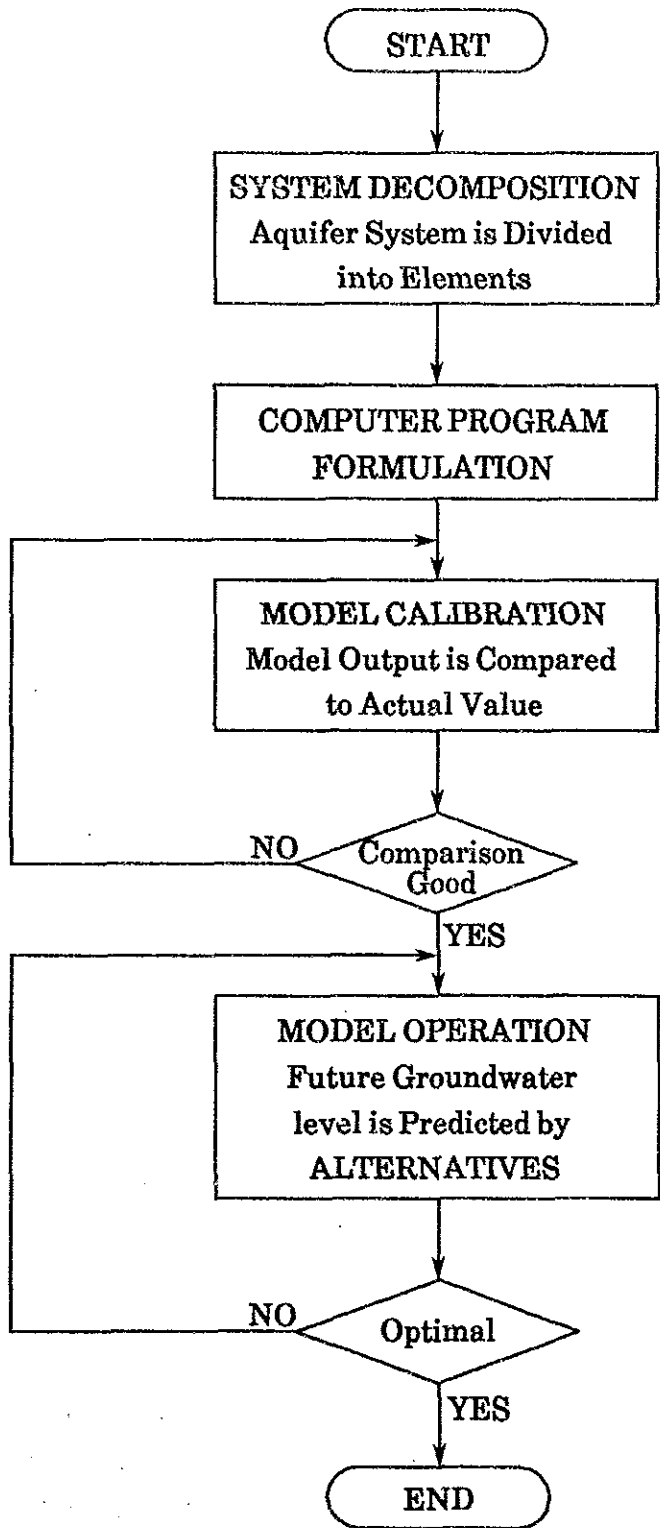 START
SYSTEM DECOMPOSITION
Aquifer System is Divided
into Elements
COMPUTER PROGRAM
FORMULATION
MODEL CALIBRATION
Model Output is Compared
to Actual Value
NO
Comparison
Good
YES
MODEL OPERATION
Future Groundwater
level is Predicted by
ALTERNATIVES
NO
Optimal
YES
END